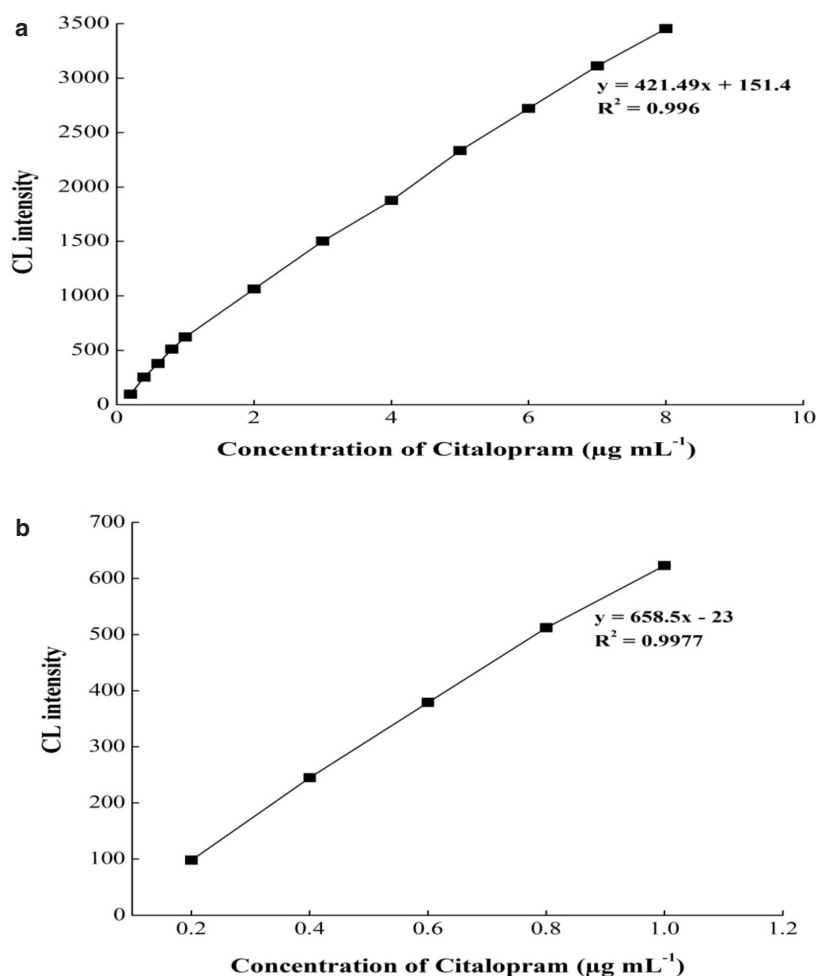 a
3500
3000
2500
2000
1500
1000
500
0
CL intensity
y = 421.49x + 151.4
R² = 0.996
0 2 4 6 8 10
Concentration of Citalopram (µg mL⁻¹)
b
700
600
500
400
300
200
100
0
CL intensity
y = 658.5x - 23
R² = 0.9977
0.2 0.4 0.6 0.8 1.0 1.2
Concentration of Citalopram (µg mL⁻¹)